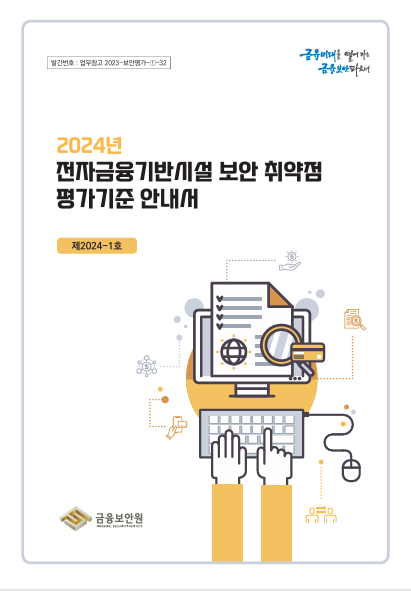 발간번호 : 업무참고 2023-보안평가-①-32
금융미래를 열어가는
금융보안파트너
2024년
전자금융기반시설 보안 취약점
평가기준 안내서
제2024-1호
금융보안원
FINANCIAL SECURITY INSTITUTE